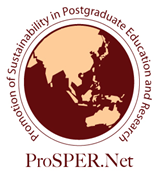 Promotion of Sustainability in Postgraduate Education and Research
ProSPER.Net